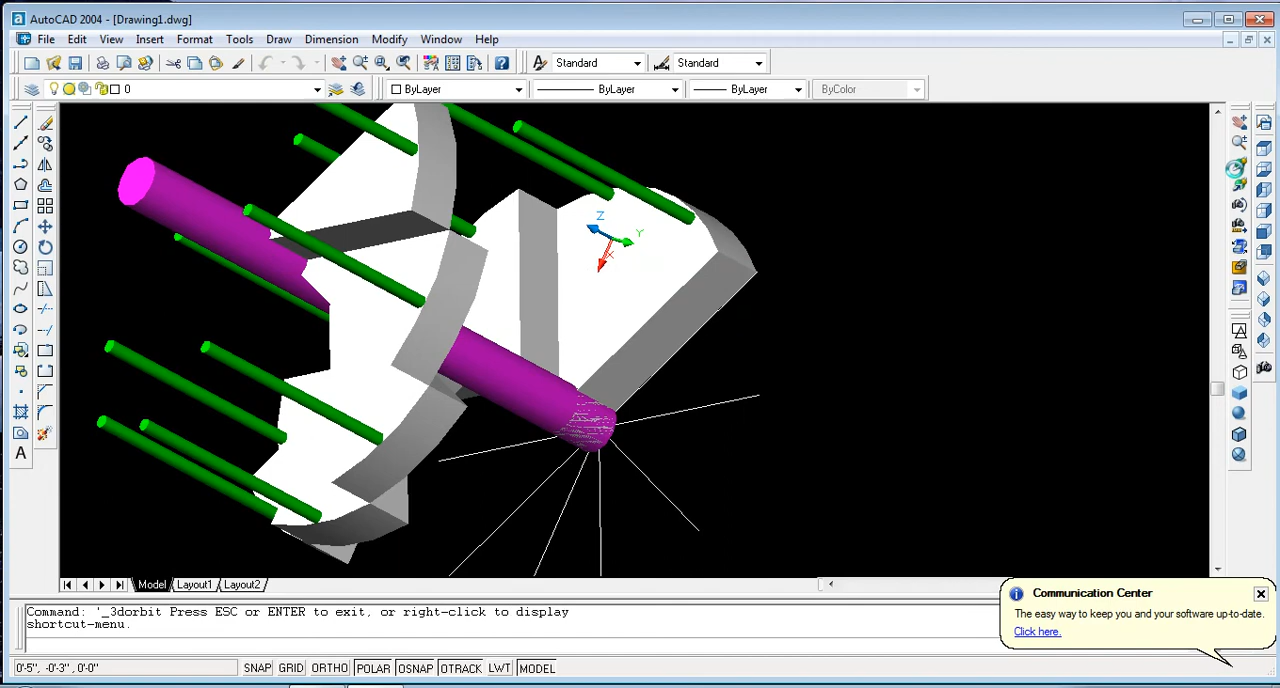 AutoCAD 2004 - [Drawing1.dwg]
File Edit View Insert Format Tools Draw Dimension Modify Window Help
Standard Standard
0 ByLayer ByLayer ByLayer ByColor
Z
Y
X
A
Model Layout1 Layout2
Command: '_3dorbit Press ESC or ENTER to exit, or right-click to display
shortcut-menu.
Communication Center
The easy way to keep you and your software up-to-date.
Click here.
0'-5", -0'-3", 0'-0" SNAP GRID ORTHO POLAR OSNAP OTRACK LWT MODEL